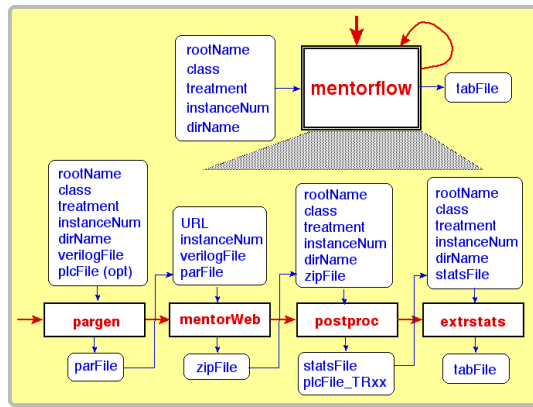 rootName
class
treatment
instanceNum
dirName
mentorflow
tabFile
rootName
class
treatment
instanceNum
dirName
verilogFile
plcFile (opt)
URL
instanceNum
verilogFile
parFile
rootName
class
treatment
instanceNum
dirName
zipFile
rootName
class
treatment
instanceNum
dirName
statsFile
pargen
mentorWeb
postproc
extrstats
parFile
zipFile
statsFile
plcFile_TRxx
tabFile